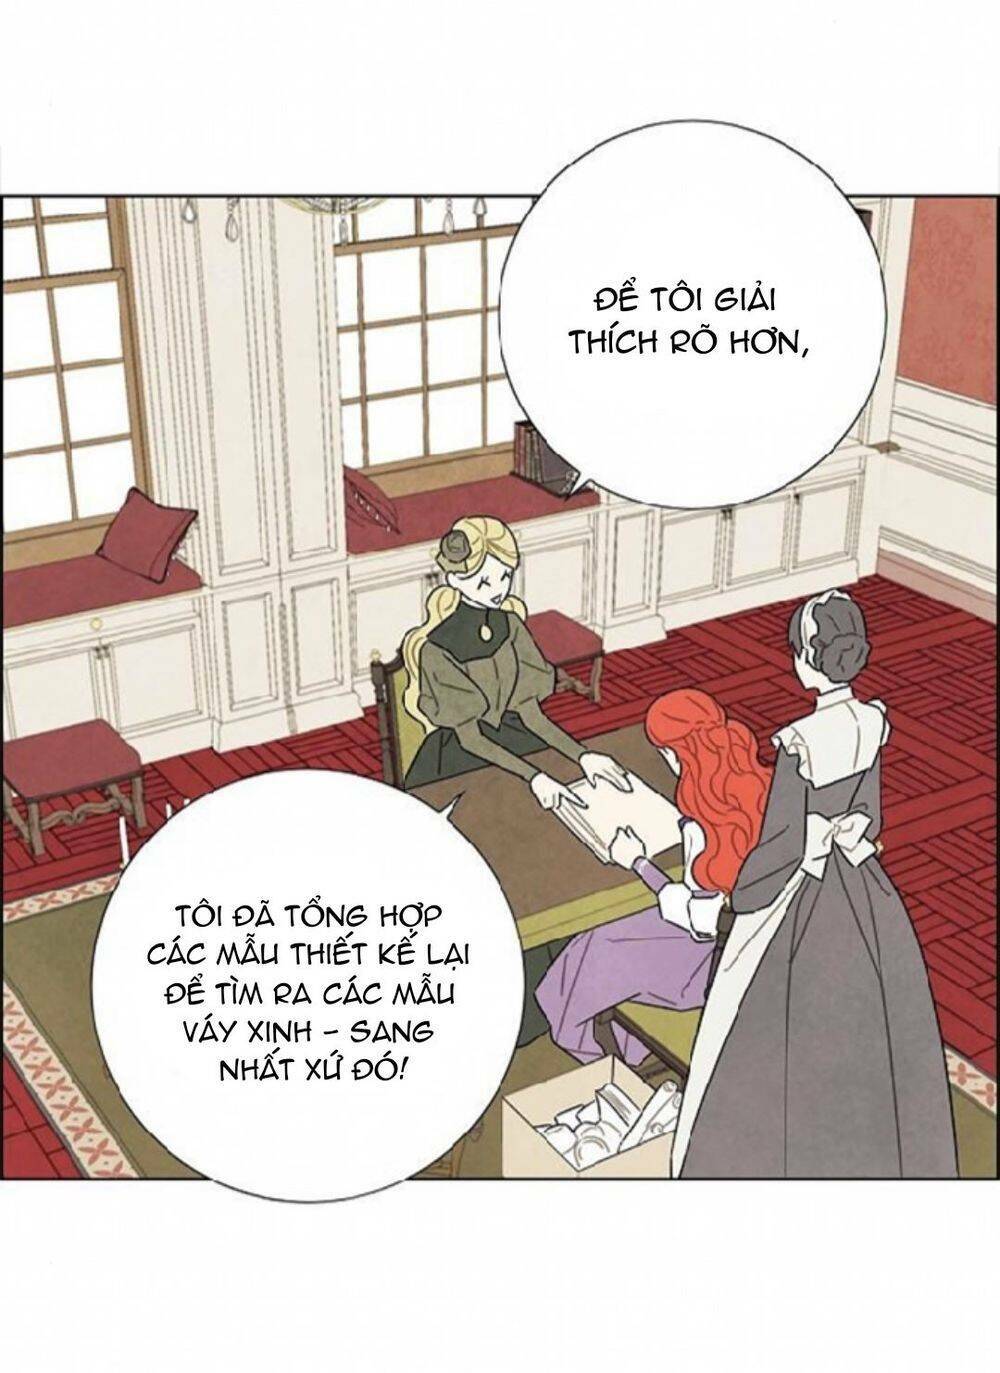 ĐỂ TÔI GIẢI
THÍCH RÕ HƠN,
TÔI ĐÃ TỔNG HỢP
CÁC MẪU THIẾT KẾ LẠI
ĐỂ TÌM RA CÁC MẪU
VÁY XINH - SANG
NHẤT XỨ ĐÓ!